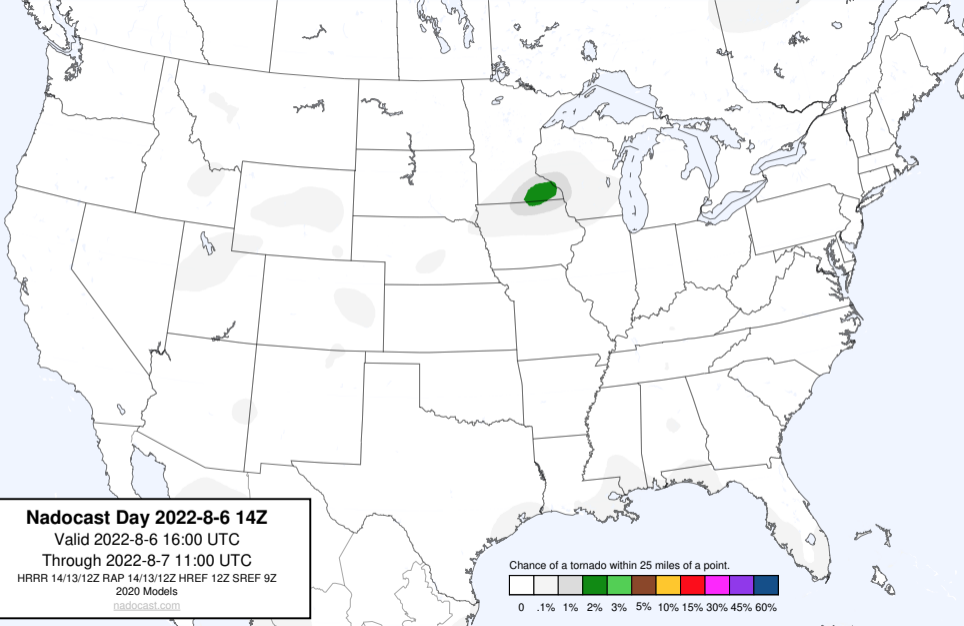 Nadocast Day 2022-8-6 14Z
Valid 2022-8-6 16:00 UTC
Through 2022-8-7 11:00 UTC
HRRR 14/13/12Z RAP 14/13/12Z HREF 12Z SREF 9Z
2020 Models
nadocast.com
Chance of a tornado within 25 miles of a point.
0 .1% 1% 2% 3% 5% 10% 15% 30% 45% 60%